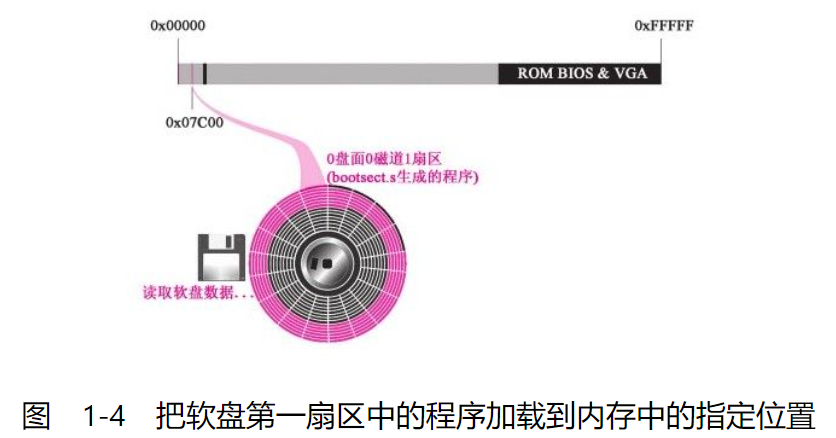 0x00000 0xFFFFF
ROM BIOS & VGA
0x07C00
0盘面0磁道1扇区
(bootsect.s生成的程序)
读取软盘数据...
图 1-4 把软盘第一扇区中的程序加载到内存中的指定位置